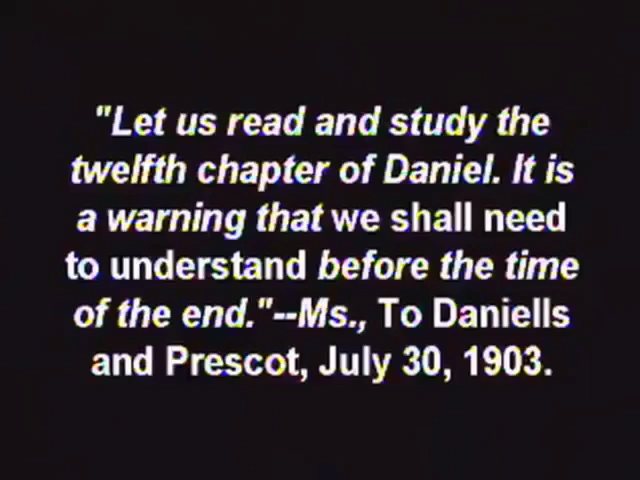 "Let us read and study the
twelfth chapter of Daniel. It is
a warning that we shall need
to understand before the time
of the end."--Ms., To Daniells
and Prescot, July 30, 1903.